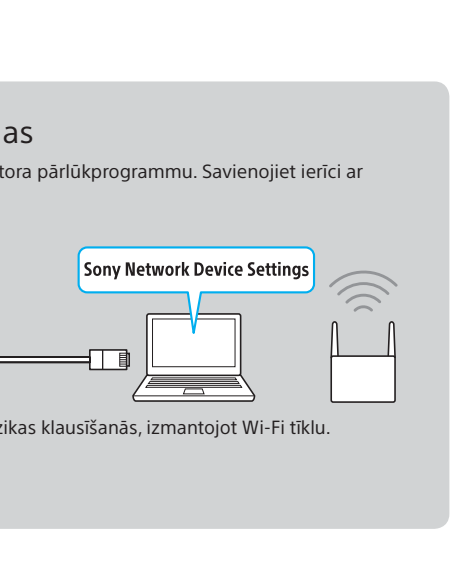 as
tora pārlūkprogrammu. Savienojiet ierīci ar
Sony Network Device Settings
zikas klausīšanās, izmantojot Wi-Fi tīklu.